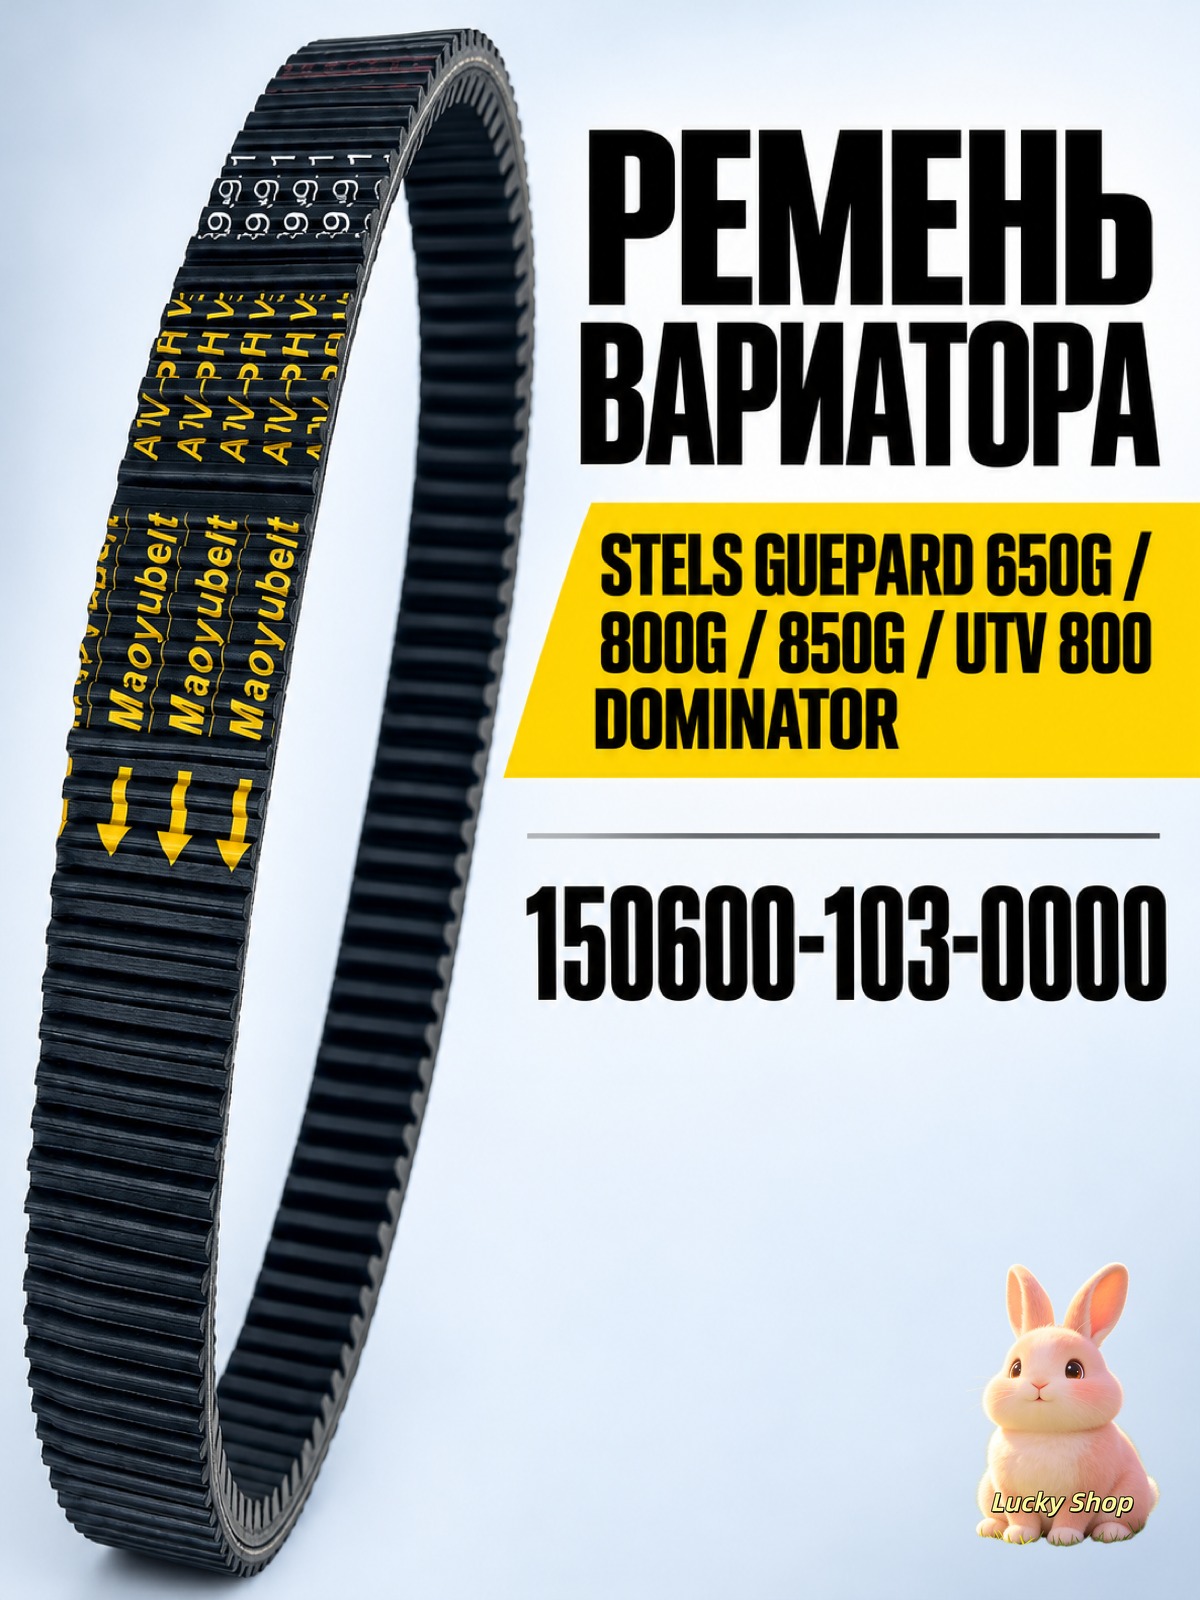 РЕМЕНЬ
ВАРИАТОРА
STELS GUEPARD 650G /
800G / 850G / UTV 800
DOMINATOR
150600-103-0000
Maoyubelt
Maoyubelt
Maoyubelt
Lucky Shop